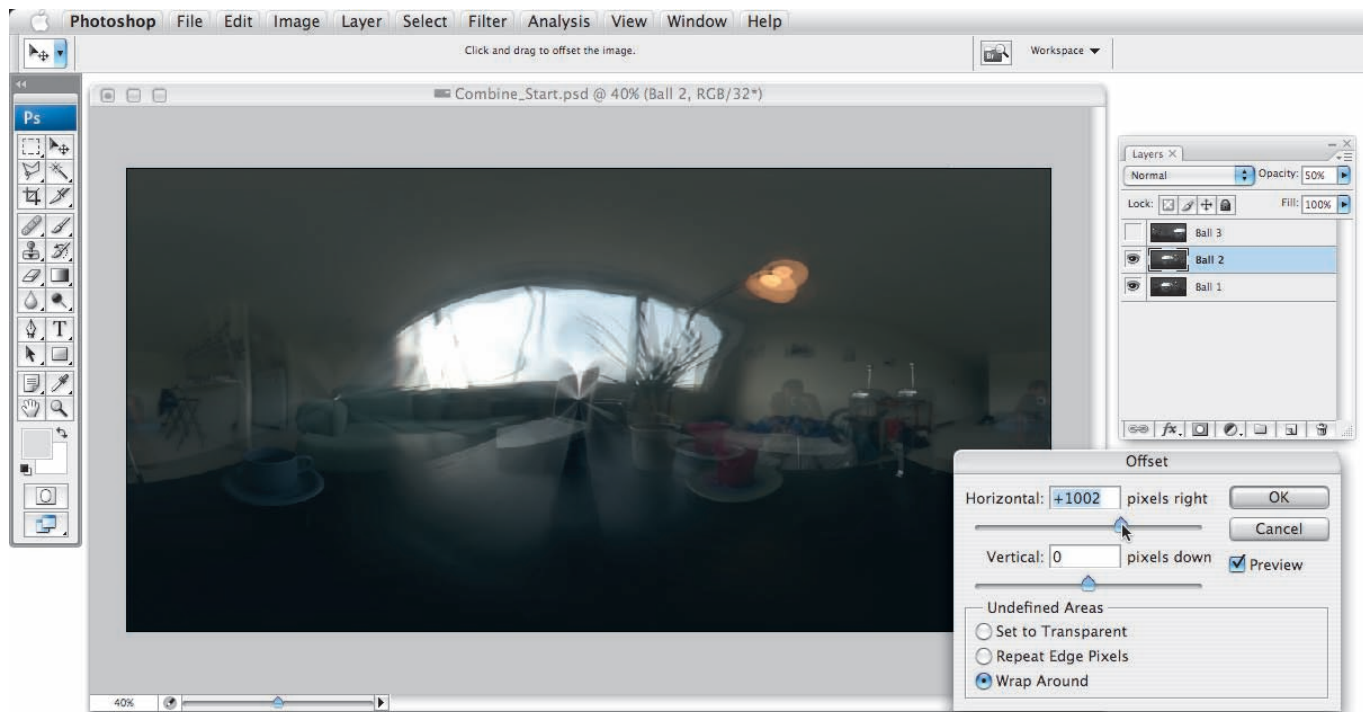 Photoshop File Edit Image Layer Select Filter Analysis View Window Help
Click and drag to offset the image.
Workspace
Combine_Start.psd @ 40% (Ball 2, RGB/32*)
Ps
T
Layers
Normal
Opacity: 50%
Lock:
Fill: 100%
Ball 3
Ball 2
Ball 1
fx.
Offset
Horizontal: +1002 pixels right
OK
Cancel
Vertical: 0 pixels down
Preview
Undefined Areas
Set to Transparent
Repeat Edge Pixels
Wrap Around
40%